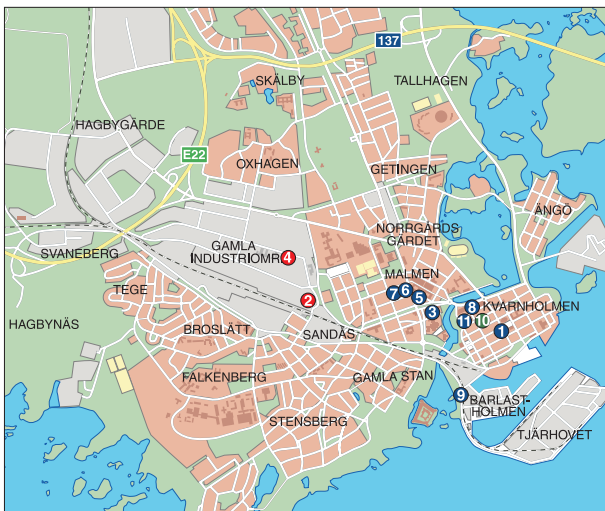 137
SKÄLBY
TALLHAGEN
HAGBYGÄRDE
E22
OXHAGEN
GETINGEN
ÄNGÖ
NORRGÅRDS
GÄRDET
SVANEBERG
GAMLA
INDUSTRIOMR
4
MALMEN
TEGE
7
6
5
2
3
8
KVARNHOLMEN
11
10
1
HAGBYNÄS
BROSLÄTT
SANDÅS
FALKENBERG
GAMLA STAN
9
BARLAST-
HOLMEN
STENSBERG
TJÄRHOVET